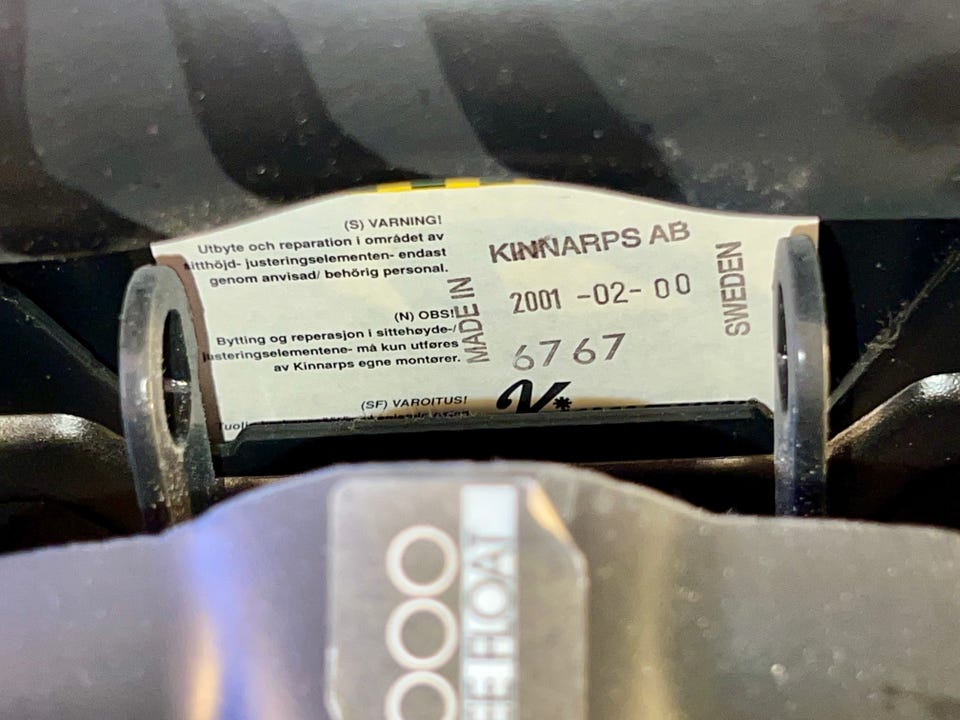 (S) VARNING!
Utbyte och reparation i området av
sitthöjd- justeringselementen- endast
genom anvisad/ behörig personal.
(N) OBS!
Bytting og reperasjon i sittehøyde-/
justeringselementene- må kun utføres
av Kinnarps egne montører.
(SF) VAROITUS!
MADE IN
KINNARPS AB
2001 -02- 00
6767
SWEDEN
FLOAT